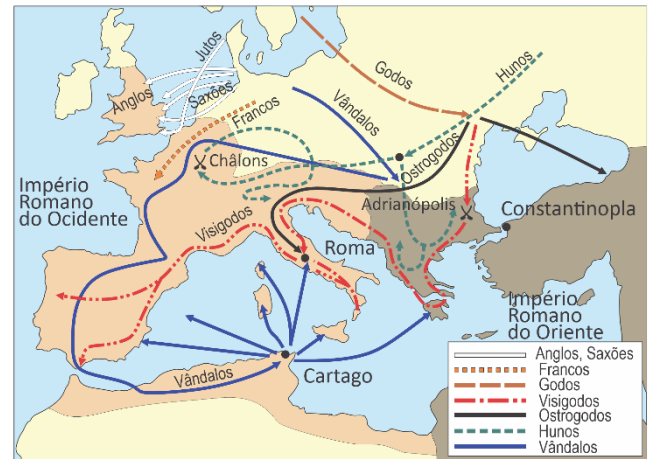 Jutos
Anglos
Saxões
Godos
Hunos
Francos
Vândalos
Châlons
Ostrogodos
Adrianópolis
Constantinopla
Império
Romano
do Ocidente
Visigodos
Roma
Império
Romano
do Oriente
Vândalos
Cartago
Anglos, Saxões
Francos
Godos
Visigodos
Ostrogodos
Hunos
Vândalos